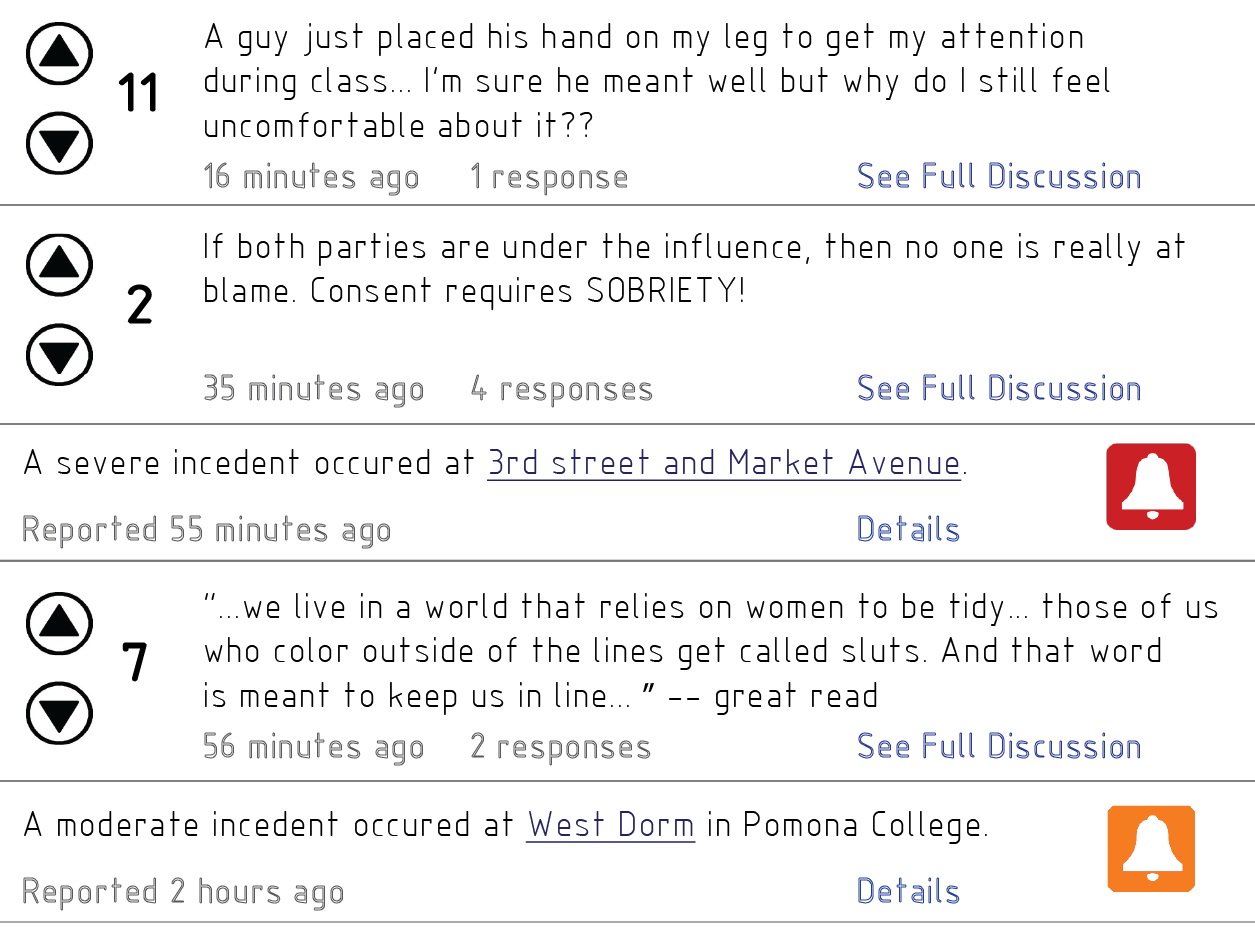 A guy just placed his hand on my leg to get my attention
11
during class... I'm sure he meant well but why do I still feel
uncomfortable about it??
16 minutes ago 1 response See Full Discussion
If both parties are under the influence, then no one is really at
2
blame. Consent requires SOBRIETY!
35 minutes ago 4 responses See Full Discussion
A severe incedent occured at 3rd street and Market Avenue.
Reported 55 minutes ago Details
"...we live in a world that relies on women to be tidy... those of us
7
who color outside of the lines get called sluts. And that word
is meant to keep us in line... " -- great read
56 minutes ago 2 responses See Full Discussion
A moderate incedent occured at West Dorm in Pomona College.
Reported 2 hours ago Details